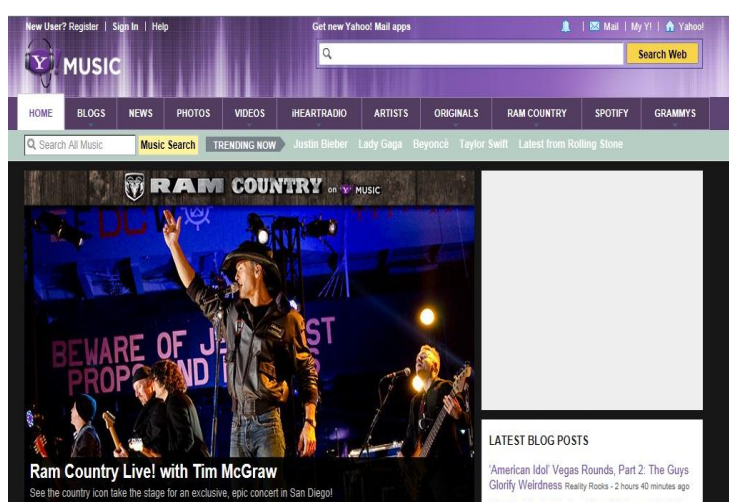 New User? Register | Sign In | Help
Get new Yahoo! Mail apps
Mail | My Y! | Yahoo!
Y! MUSIC
Search Web
HOME BLOGS NEWS PHOTOS VIDEOS iHEARTRADIO ARTISTS ORIGINALS RAM COUNTRY SPOTIFY GRAMMYS
Search All Music Music Search TRENDING NOW Justin Bieber Lady Gaga Beyoncè Taylor Swift Latest from Rolling Stone
RAM COUNTRY on Y! MUSIC
BEWARE OF
Ram Country Live! with Tim McGraw
See the country icon take the stage for an exclusive, epic concert in San Diego!
LATEST BLOG POSTS
'American Idol' Vegas Rounds, Part 2: The Guys
Glorify Weirdness Reality Rocks - 2 hours 40 minutes ago